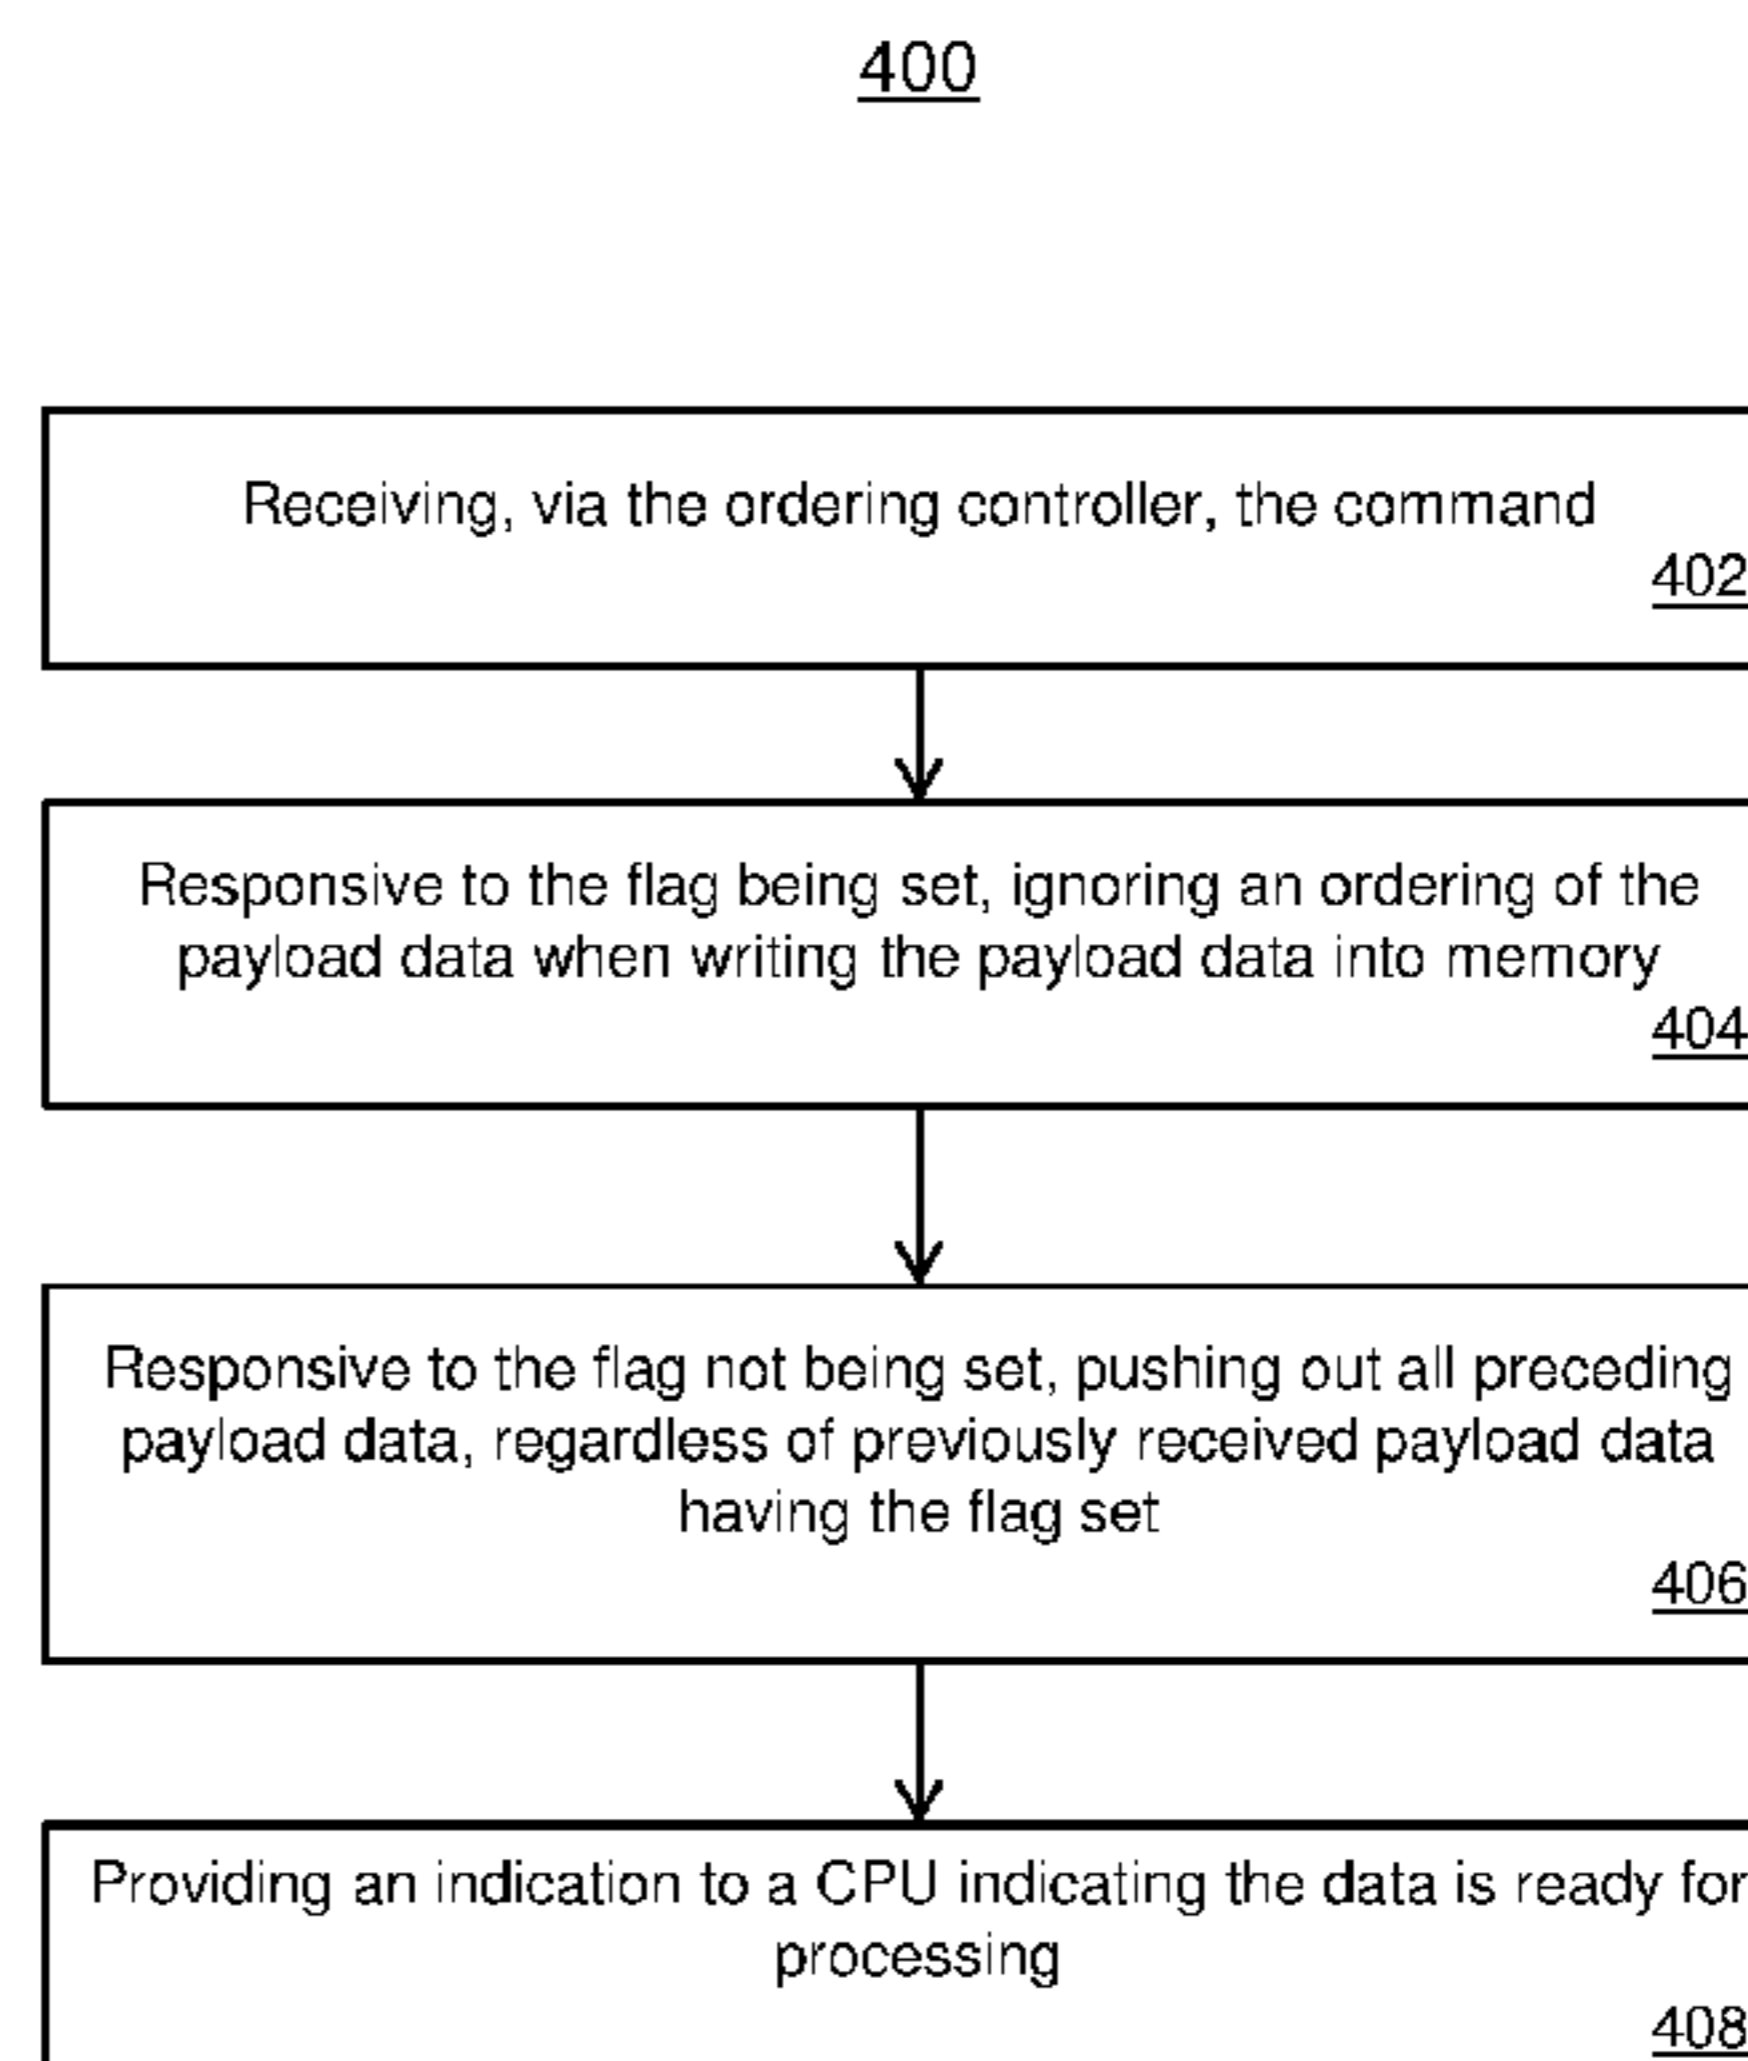 400
Receiving, via the ordering controller, the command
402
Responsive to the flag being set, ignoring an ordering of the
payload data when writing the payload data into memory
404
Responsive to the flag not being set, pushing out all preceding
payload data, regardless of previously received payload data
having the flag set
406
Providing an indication to a CPU indicating the data is ready for
processing
408